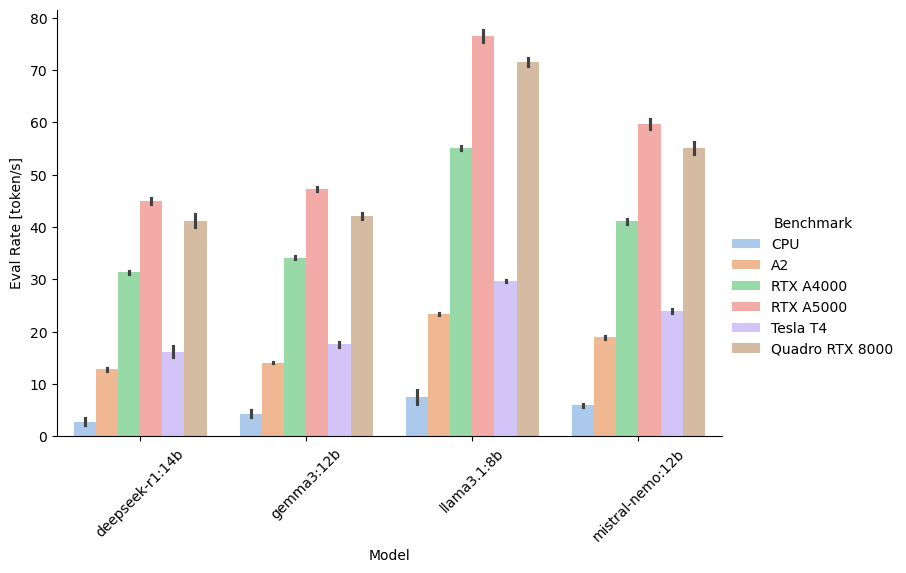 80
70
60
50
40
30
20
10
0
Eval Rate [token/s]
deepseek-r1:14b
gemma3:12b
llama3.1:8b
mistral-nemo:12b
Model
Benchmark
CPU
A2
RTX A4000
RTX A5000
Tesla T4
Quadro RTX 8000